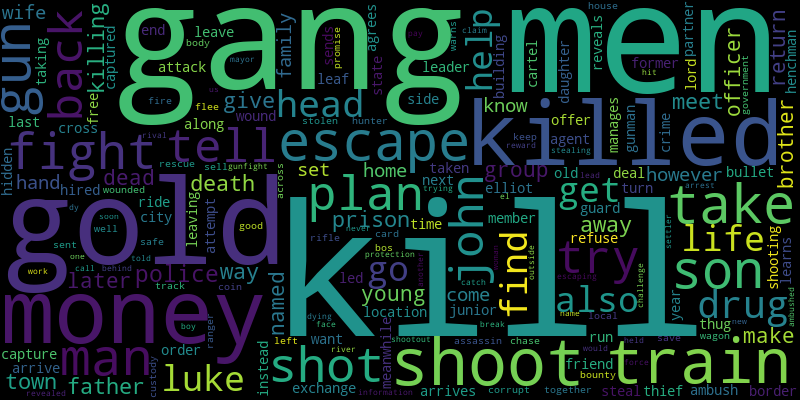 gang men
kill
killed
gold
money
shoot train
gun
back
wife
leave
killing
taking
captured
end
body
attack
fire
free
flee
leaf
mayor
promise
agrees
state
sends
family
leader
side
help
building
cartel
reveals
daughter
warns
claim
pay
hit
house
former
partner
lord
officer
government
return
henchman
last
cross
along
give
wound
head
escape
know
offer
agent
meet
manages
gunman
crime
keep
reward
stealing
brother
hidden
fight
tell
stolen
hunter
rival
rescue
sell
gunfight
dead
wounded
death
set
home
next
taken
trying
group
elliot
old
deal
turn
however
bullet
lead
arrest
hand
hired
ride
city
leaving
attempt
across
good
plan
prison
time
never
card
rifle
john
member
guard
get
away
refuse
take
life
son
shooting
learns
settler
dy
soon
well
safe
one
told
work
sent
call
behind
track
coin
police
way
later
man
named
young
bos
protection
led
location
go
come
junior
el
find
outside
try
escaping
also
name
challenge
year
drug
ambushed
new
capture
order
boy
ranger
instead
want
dying
face
left
river
meanwhile
shootout
assassin
catch
break
chase
run
local
would
held
save
force
thug
wagon
make
arrive
town
father
revealed
custody
luke
shot
exchange
information
arrives
corrupt
together
friend
bounty
thief
steal
ambush
border